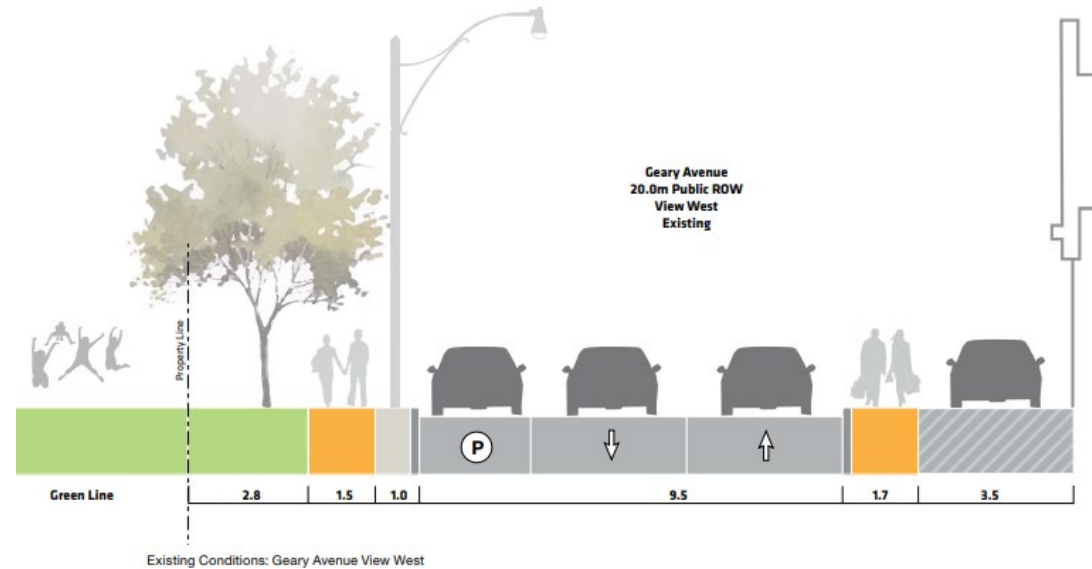 Geary Avenue
20.0m Public ROW
View West
Existing
Property Line
P
Green Line 2.8 1.5 1.0 9.5 1.7 3.5
Existing Conditions: Geary Avenue View West